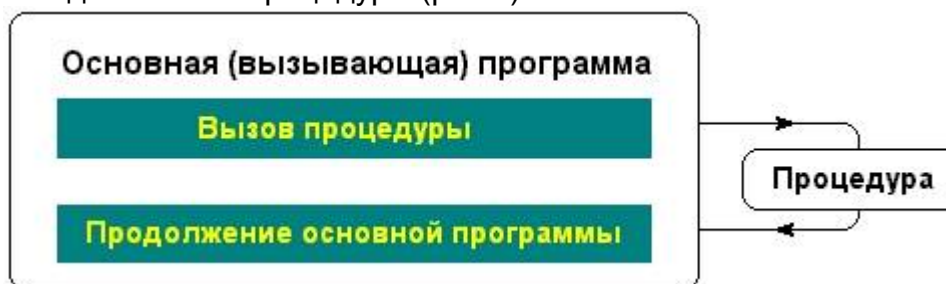 Основная (вызывающая) программа
Вызов процедуры
Процедура
Продолжение основной программы